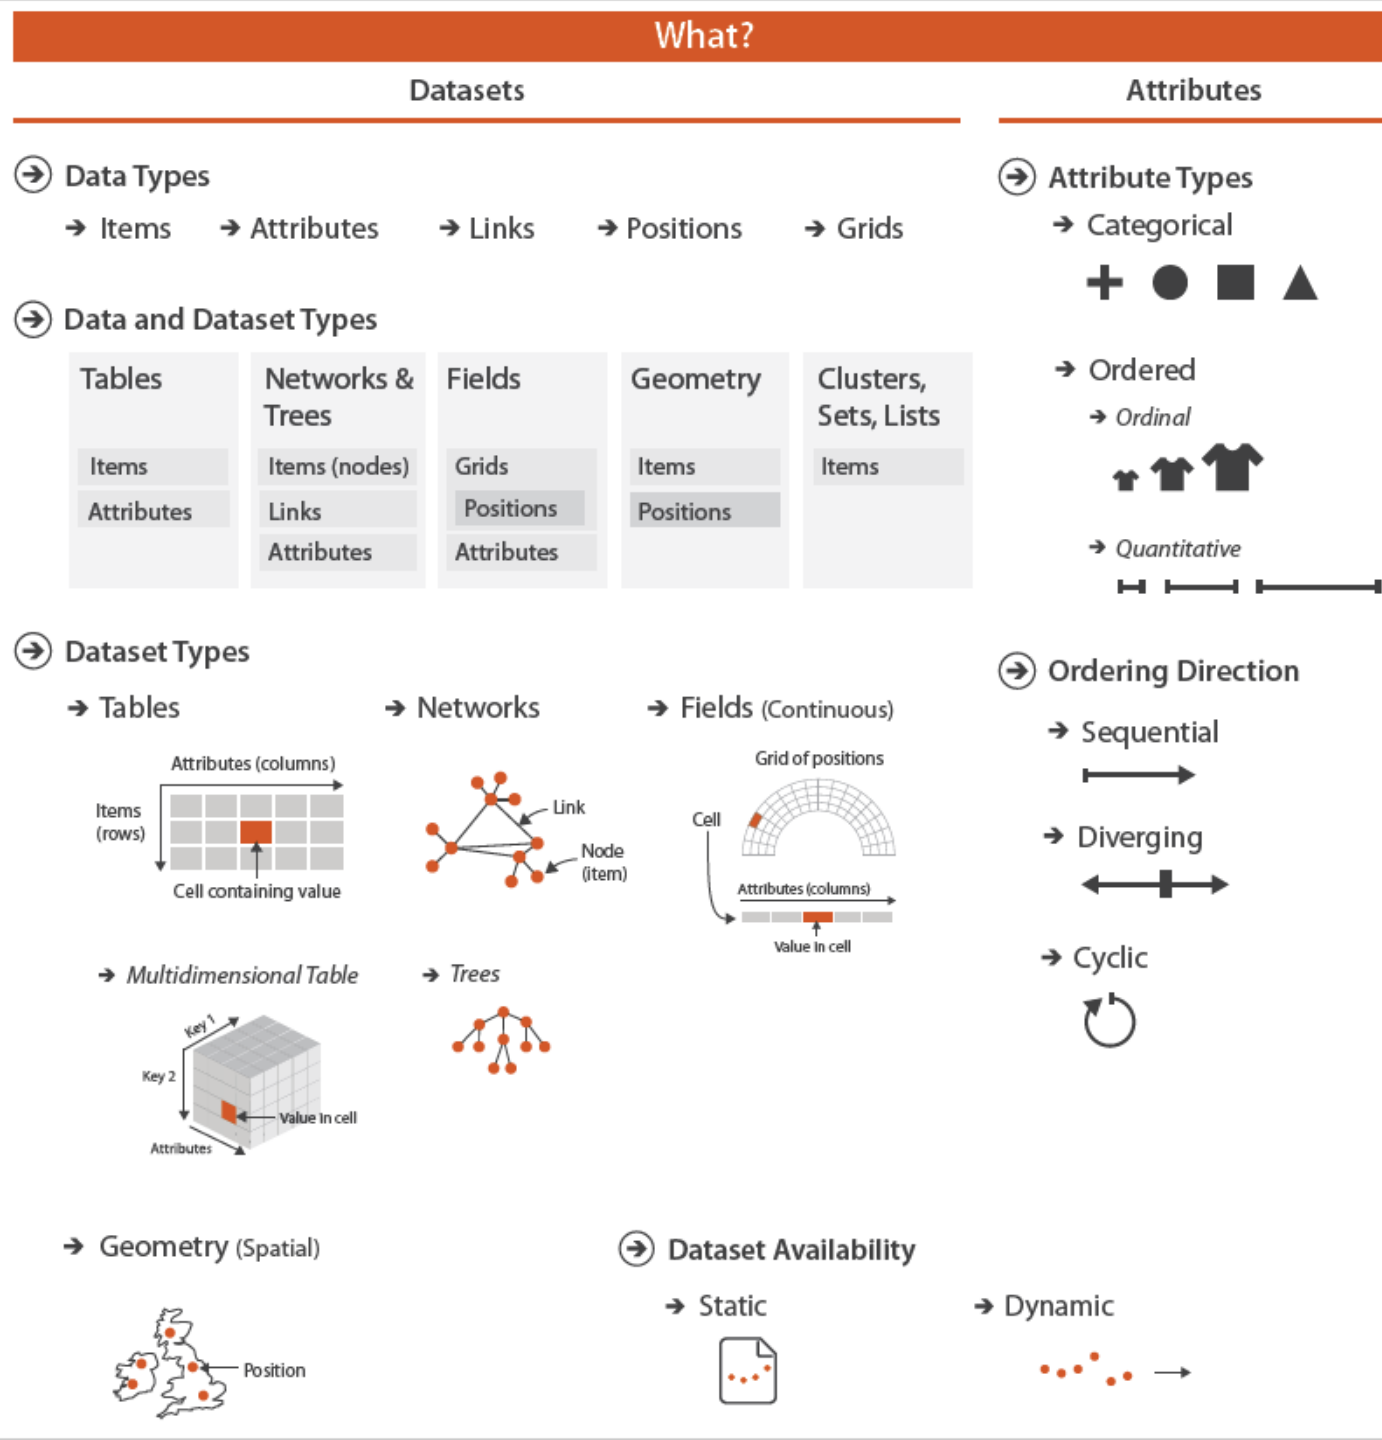 What?
Datasets
Attributes
Data Types
Items
Attributes
Links
Positions
Grids
Data and Dataset Types
Tables
Items
Attributes
Networks &
Trees
Items (nodes)
Links
Attributes
Fields
Grids
Positions
Attributes
Geometry
Items
Positions
Clusters,
Sets, Lists
Items
Dataset Types
Tables
Attributes (columns)
Items
(rows)
Cell containing value
Networks
Link
Node
(item)
Fields (Continuous)
Grid of positions
Cell
Attributes (columns)
Value in cell
Multidimensional Table
Key 1
Key 2
Value in cell
Attributes
Trees
Geometry (Spatial)
Position
Dataset Availability
Static
Dynamic
Attribute Types
Categorical
Ordered
Ordinal
Quantitative
Ordering Direction
Sequential
Diverging
Cyclic